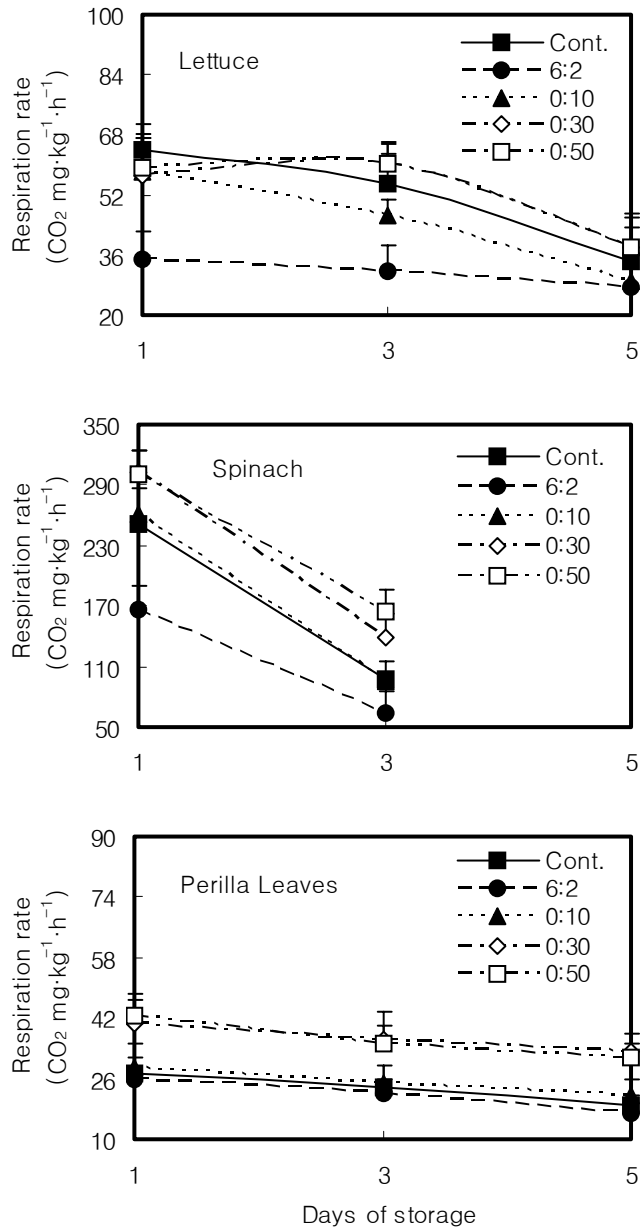 100
84
68
52
36
20
Respiration rate
(CO₂ mg·kg⁻¹·h⁻¹)
Lettuce
Cont.
6:2
0:10
0:30
0:50
1 3 5
350
290
230
170
110
50
Respiration rate
(CO₂ mg·kg⁻¹·h⁻¹)
Spinach
Cont.
6:2
0:10
0:30
0:50
1 3 5
90
74
58
42
26
10
Respiration rate
(CO₂ mg·kg⁻¹·h⁻¹)
Perilla Leaves
Cont.
6:2
0:10
0:30
0:50
1 3 5
Days of storage